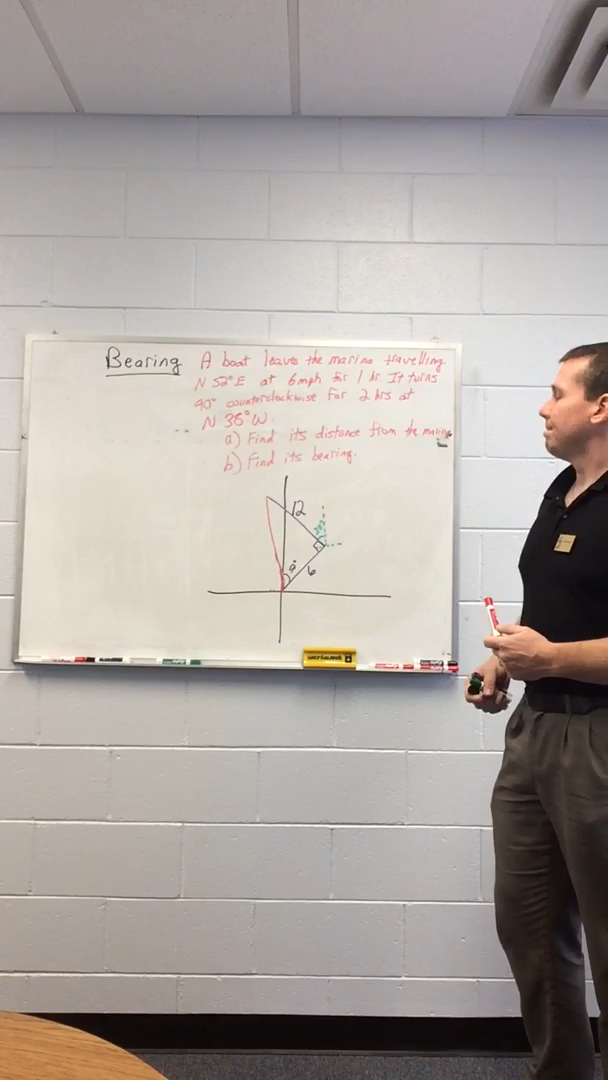 Bearing A boat leaves the marina travelling
N 52° E at 6mph for 1 hr. It turns
90° counterclockwise for 2 hrs at
N 38° W.
a) Find its distance from the marina
b) Find its bearing.
12
6